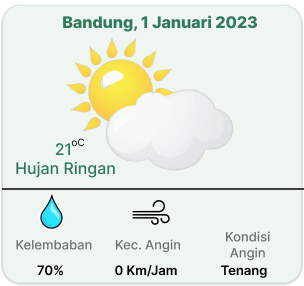 Bandung, 1 Januari 2023
21°C
Hujan Ringan
Kelembaban
Kec. Angin
Kondisi
Angin
70%
0 Km/Jam
Tenang